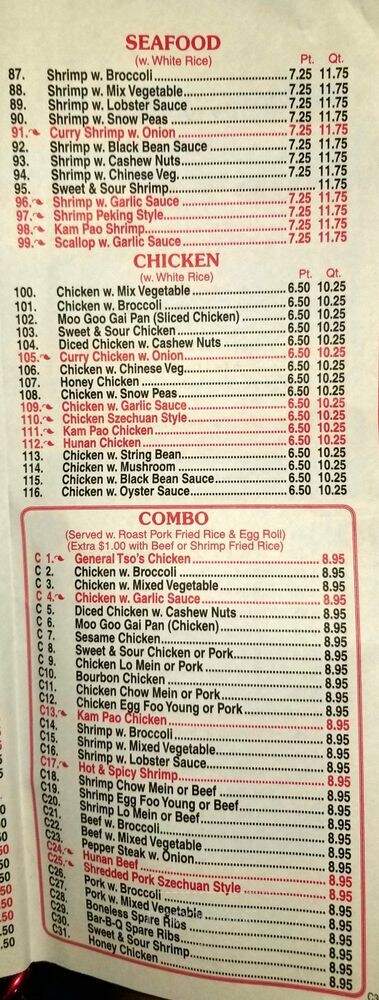 SEAFOOD
(w. White Rice) Pt. Qt.
87. Shrimp w. Broccoli 7.25 11.75
88. Shrimp w. Mix Vegetable 7.25 11.75
89. Shrimp w. Lobster Sauce 7.25 11.75
90. Shrimp w. Snow Peas 7.25 11.75
91. Curry Shrimp w. Onion 7.25 11.75
92. Shrimp w. Black Bean Sauce 7.25 11.75
93. Shrimp w. Cashew Nuts 7.25 11.75
94. Shrimp w. Chinese Veg. 7.25 11.75
95. Sweet & Sour Shrimp 11.75
96. Shrimp w. Garlic Sauce 7.25 11.75
97. Shrimp Peking Style 7.25 11.75
98. Kam Pao Shrimp 7.25 11.75
99. Scallop w. Garlic Sauce 7.25 11.75
CHICKEN
(w. White Rice) Pt. Qt.
100. Chicken w. Mix Vegetable 6.50 10.25
101. Chicken w. Broccoli 6.50 10.25
102. Moo Goo Gai Pan (Sliced Chicken) 6.50 10.25
103. Sweet & Sour Chicken 6.50 10.25
104. Diced Chicken w. Cashew Nuts 6.50 10.25
105. Curry Chicken w. Onion 6.50 10.25
106. Chicken w. Chinese Veg. 6.50 10.25
107. Honey Chicken 6.50 10.25
108. Chicken w. Snow Peas 6.50 10.25
109. Chicken w. Garlic Sauce 6.50 10.25
110. Chicken Szechuan Style 6.50 10.25
111. Kam Pao Chicken 6.50 10.25
112. Hunan Chicken 6.50 10.25
113. Chicken w. String Bean 6.50 10.25
114. Chicken w. Mushroom 6.50 10.25
115. Chicken w. Black Bean Sauce 6.50 10.25
116. Chicken w. Oyster Sauce 6.50 10.25
COMBO
(Served w. Roast Pork Fried Rice & Egg Roll)
(Extra $1.00 with Beef or Shrimp Fried Rice)
C 1. General Tso's Chicken 8.95
C 2. Chicken w. Broccoli 8.95
C 3. Chicken w. Mixed Vegetable 8.95
C 4. Chicken w. Garlic Sauce 8.95
C 5. Diced Chicken w. Cashew Nuts 8.95
C 6. Moo Goo Gai Pan (Chicken) 8.95
C 7. Sesame Chicken 8.95
C 8. Sweet & Sour Chicken or Pork 8.95
C 9. Chicken Lo Mein or Pork 8.95
C10. Bourbon Chicken 8.95
C11. Chicken Chow Mein or Pork 8.95
C12. Chicken Egg Foo Young or Pork 8.95
C13. Kam Pao Chicken 8.95
C14. Shrimp w. Broccoli 8.95
C15. Shrimp w. Mixed Vegetable 8.95
C16. Shrimp w. Lobster Sauce 8.95
C17. Hot & Spicy Shrimp 8.95
C18. Shrimp Chow Mein or Beef 8.95
C19. Shrimp Egg Foo Young or Beef 8.95
C20. Shrimp Lo Mein or Beef 8.95
C21. Beef w. Broccoli 8.95
C22. Beef w. Mixed Vegetable 8.95
C23. Pepper Steak w. Onion 8.95
C24. Hunan Beef 8.95
C25. Shredded Pork Szechuan Style 8.95
C26. Pork w. Broccoli 8.95
C27. Pork w. Mixed Vegetable 8.95
C28. Boneless Spare Ribs 8.95
C29. Bar-B-Q Spare Ribs 8.95
C30. Sweet & Sour Shrimp 8.95
C31. Honey Chicken 8.95